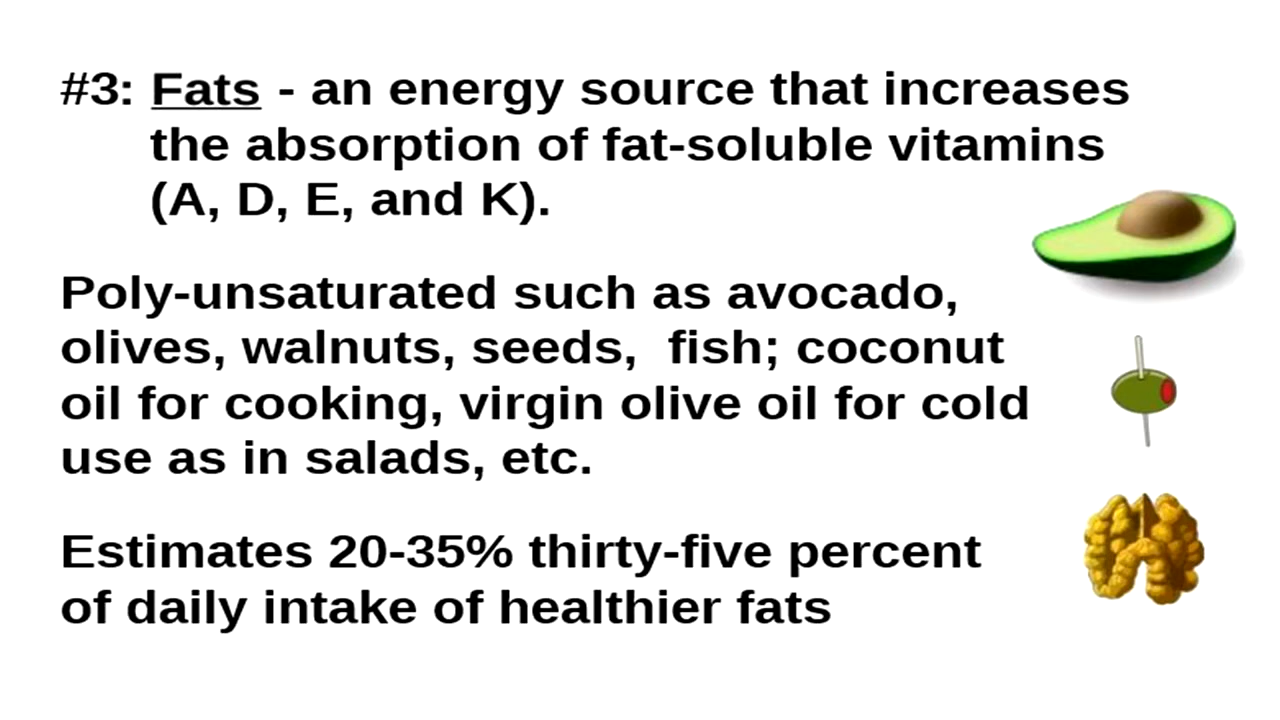 #3: Fats - an energy source that increases
the absorption of fat-soluble vitamins
(A, D, E, and K).
Poly-unsaturated such as avocado,
olives, walnuts, seeds,  fish; coconut
oil for cooking, virgin olive oil for cold
use as in salads, etc.
Estimates 20-35% thirty-five percent
of daily intake of healthier fats